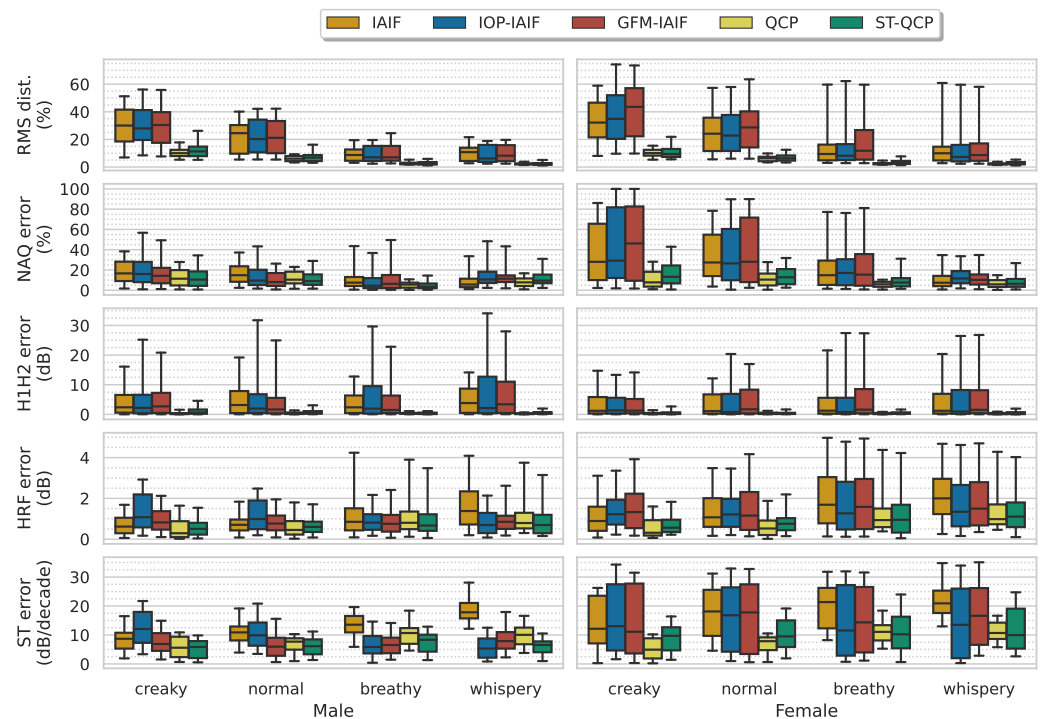 IAIF IOP-IAIF GFM-IAIF QCP ST-QCP
RMS dist.
(%)
60
40
20
0
NAQ error
(%)
100
80
60
40
20
0
H1H2 error
(dB)
30
20
10
0
HRF error
(dB)
4
2
0
ST error
(dB/decade)
30
20
10
0
creaky normal breathy whispery creaky normal breathy whispery
Male Female